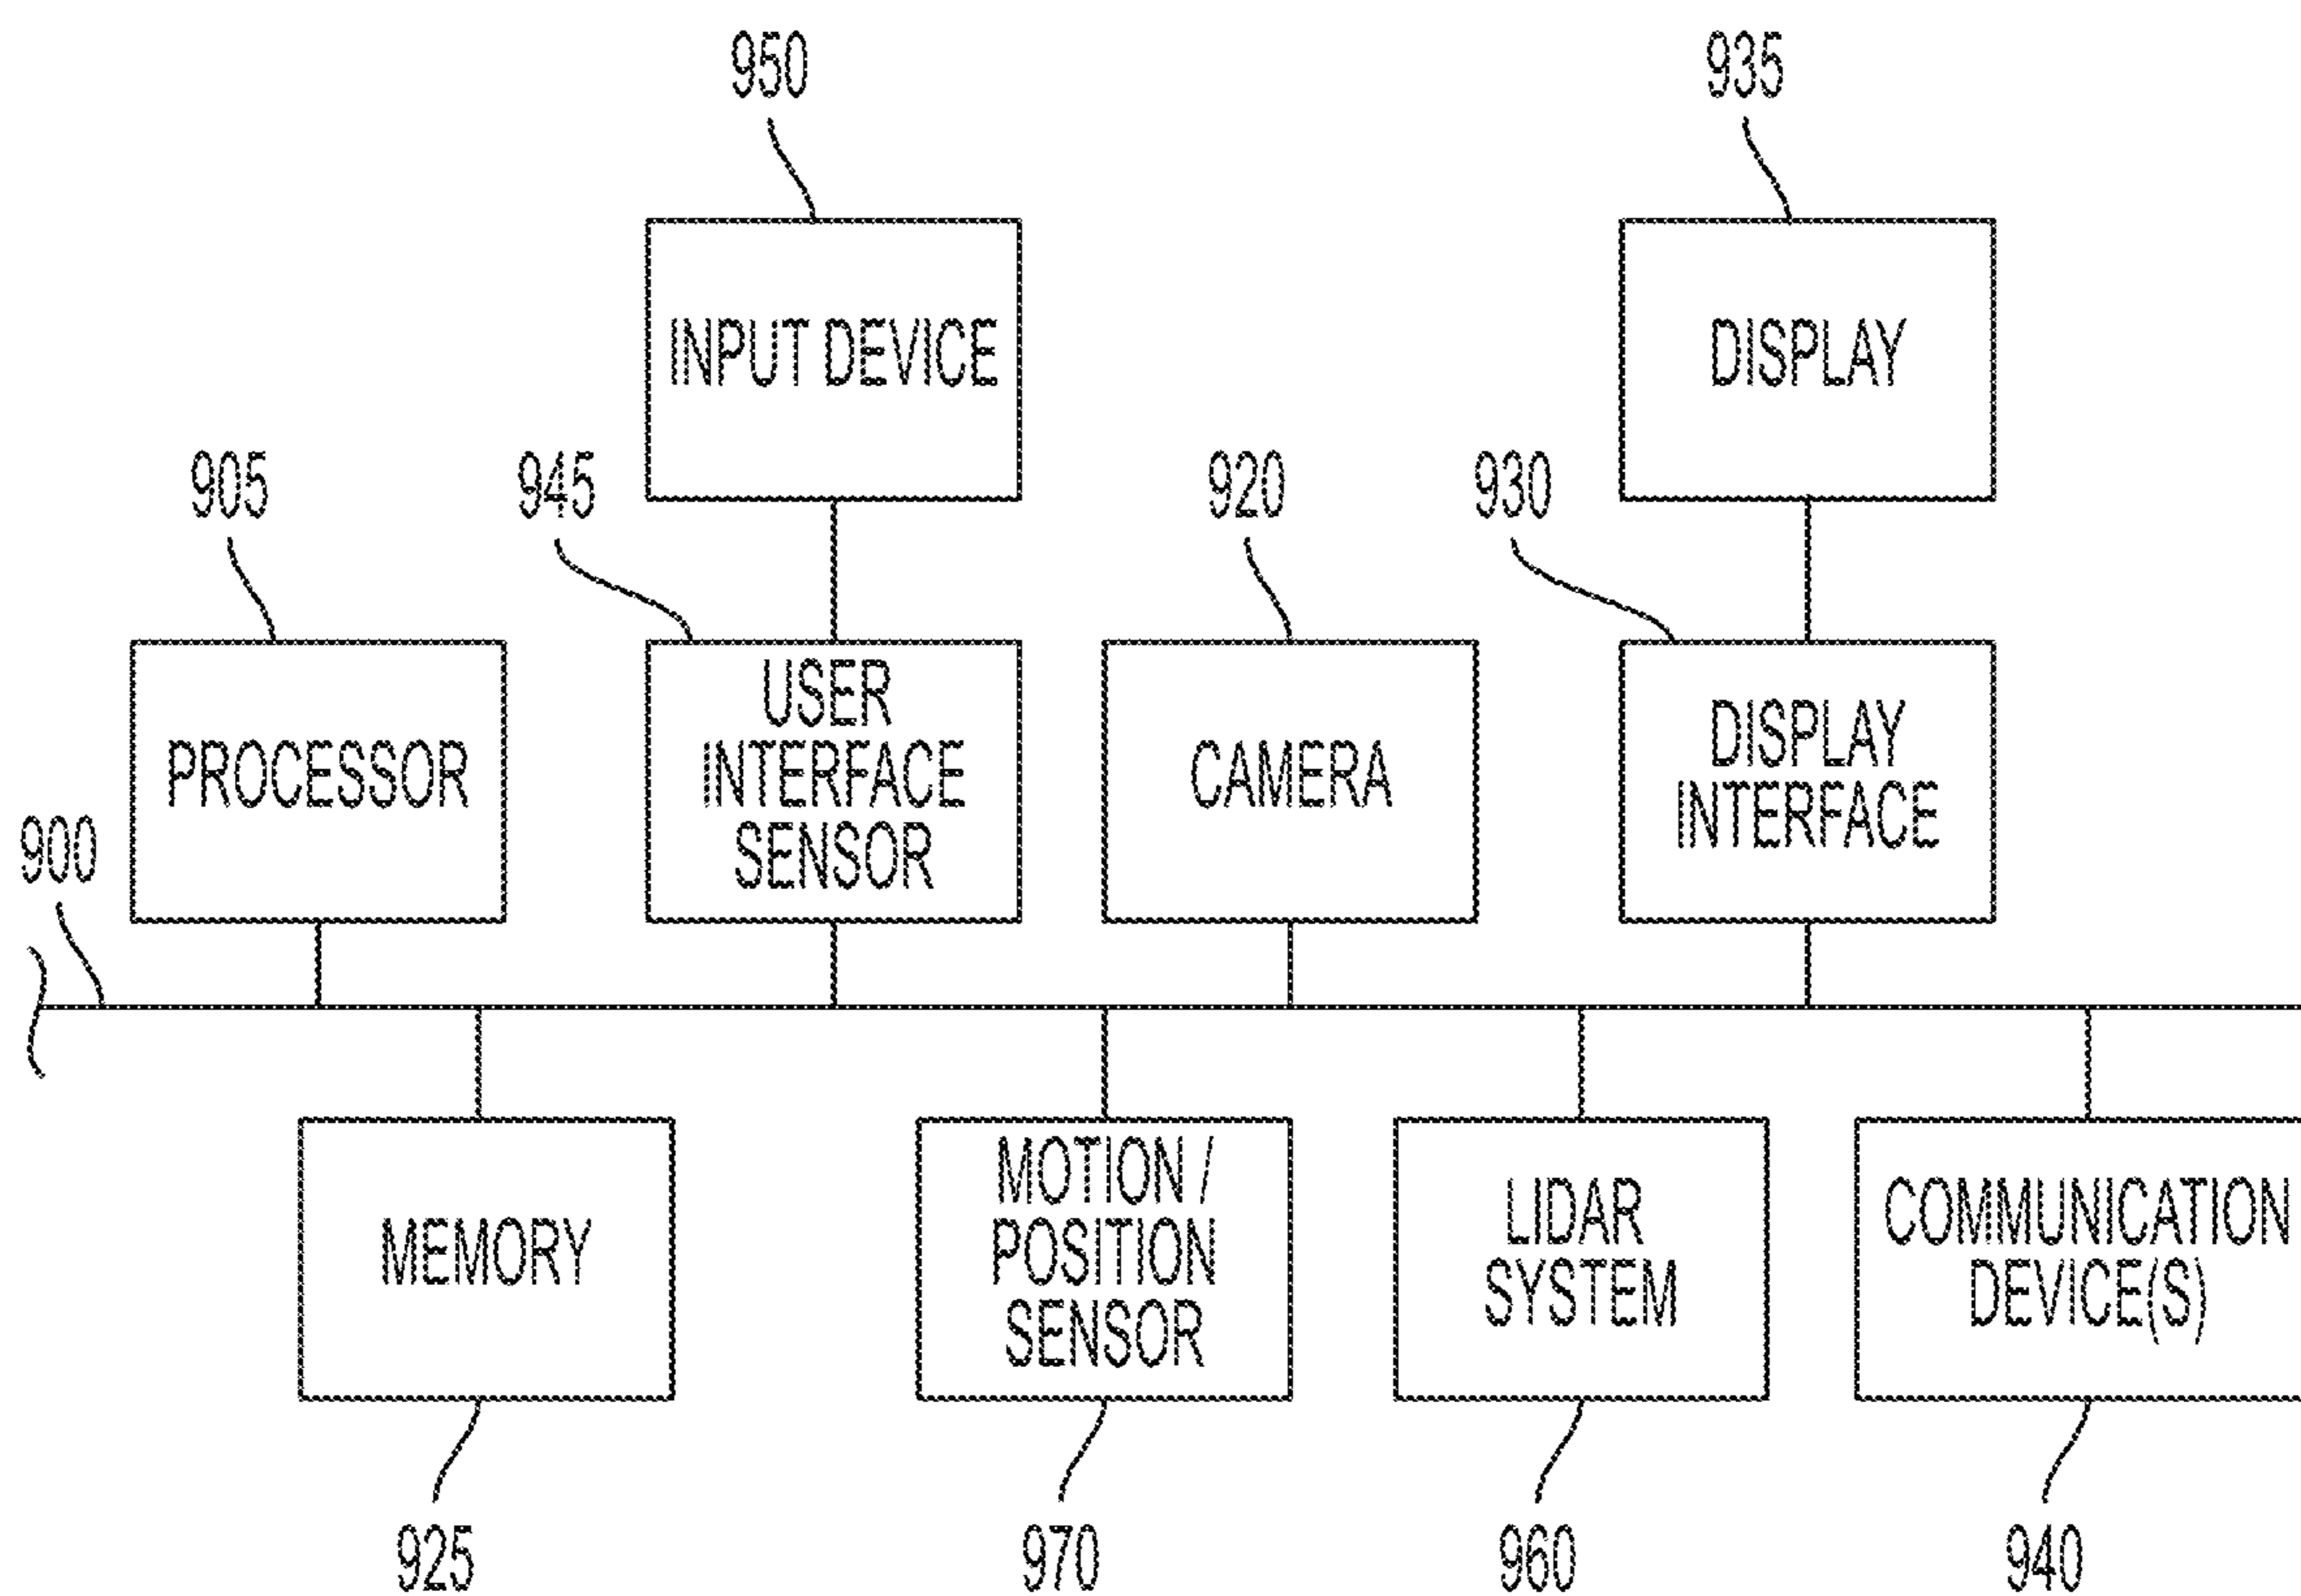 950
935
INPUT DEVICE
DISPLAY
905
945
920
930
PROCESSOR
USER
INTERFACE
SENSOR
CAMERA
DISPLAY
INTERFACE
900
MEMORY
MOTION /
POSITION
SENSOR
LIDAR
SYSTEM
COMMUNICATION
DEVICE(S)
925
970
960
940